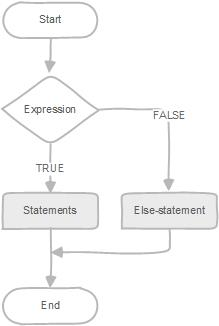 Start
Expression
FALSE
TRUE
Statements
Else-statement
End